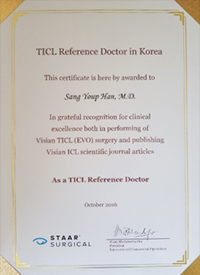 TICL Reference Doctor in Korea
This certificate is here by awarded to
Sang Youp Han, M.D.
In grateful recognition for clinical
excellence both in performing of
Visian TICL (EVO) surgery and publishing
Visian ICL scientific journal articles
As a TICL Reference Doctor
October 2016
STAAR
SURGICAL